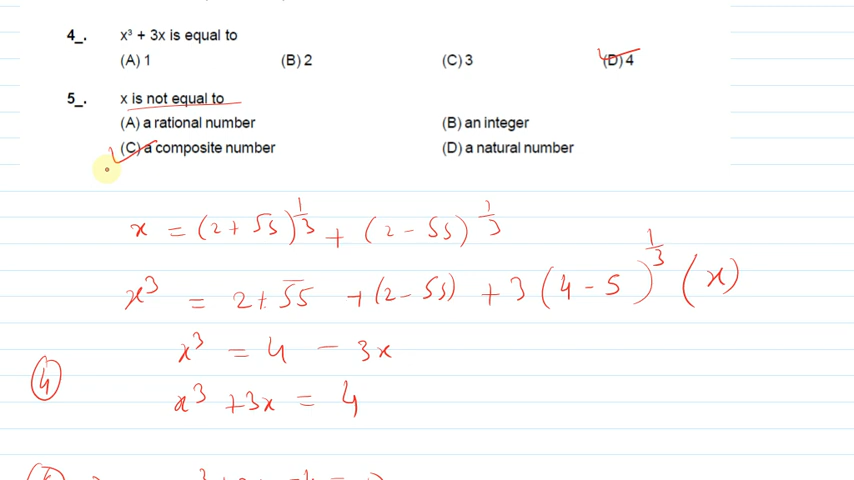 4_. x³ + 3x is equal to
(A) 1 (B) 2 (C) 3 (D) 4
5_. x is not equal to
(A) a rational number (B) an integer
(C) a composite number (D) a natural number
x = (2 + √5)^1/3 + (2 - √5)^1/3
x³ = 2 + √5 + (2 - √5) + 3 (4 - 5)^1/3 (x)
x³ = 4 - 3x
(4)
x³ + 3x = 4